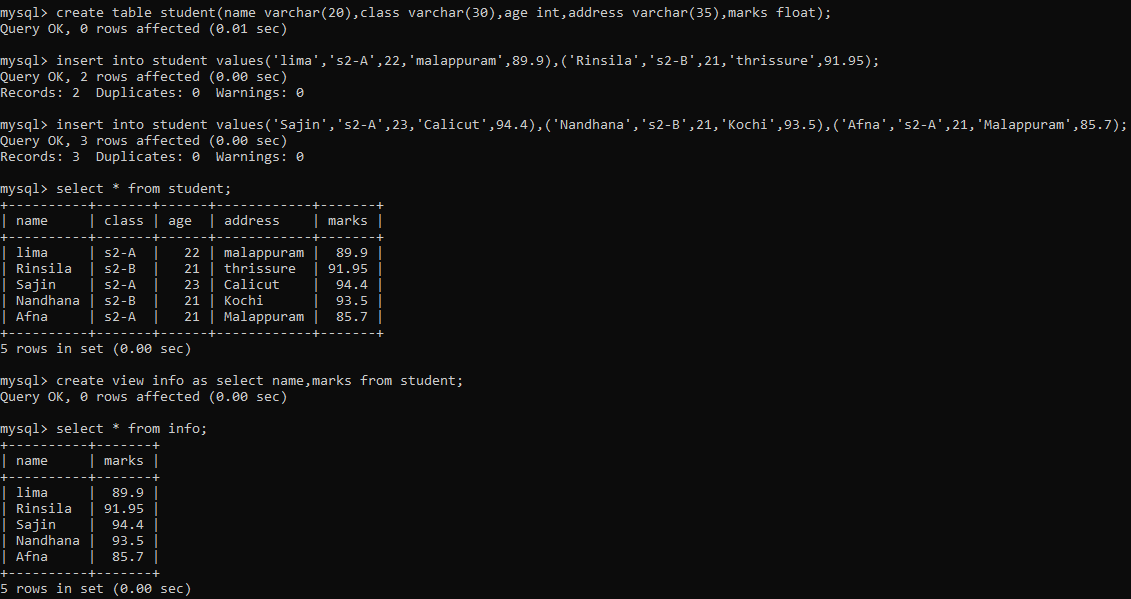 mysql> create table student(name varchar(20),class varchar(30),age int,address varchar(35),marks float);
Query OK, 0 rows affected (0.01 sec)

mysql> insert into student values('lima','s2-A',22,'malappuram',89.9),('Rinsila','s2-B',21,'thrissure',91.95);
Query OK, 2 rows affected (0.00 sec)
Records: 2  Duplicates: 0  Warnings: 0

mysql> insert into student values('Sajin','s2-A',23,'Calicut',94.4),('Nandhana','s2-B',21,'Kochi',93.5),('Afna','s2-A',21,'Malappuram',85.7);
Query OK, 3 rows affected (0.00 sec)
Records: 3  Duplicates: 0  Warnings: 0

mysql> select * from student;
+----------+-------+------+------------+-------+
| name     | class | age  | address    | marks |
+----------+-------+------+------------+-------+
| lima     | s2-A  |   22 | malappuram |  89.9 |
| Rinsila  | s2-B  |   21 | thrissure  | 91.95 |
| Sajin    | s2-A  |   23 | Calicut    |  94.4 |
| Nandhana | s2-B  |   21 | Kochi      |  93.5 |
| Afna     | s2-A  |   21 | Malappuram |  85.7 |
+----------+-------+------+------------+-------+
5 rows in set (0.00 sec)

mysql> create view info as select name,marks from student;
Query OK, 0 rows affected (0.00 sec)

mysql> select * from info;
+----------+-------+
| name     | marks |
+----------+-------+
| lima     |  89.9 |
| Rinsila  | 91.95 |
| Sajin    |  94.4 |
| Nandhana |  93.5 |
| Afna     |  85.7 |
+----------+-------+
5 rows in set (0.00 sec)